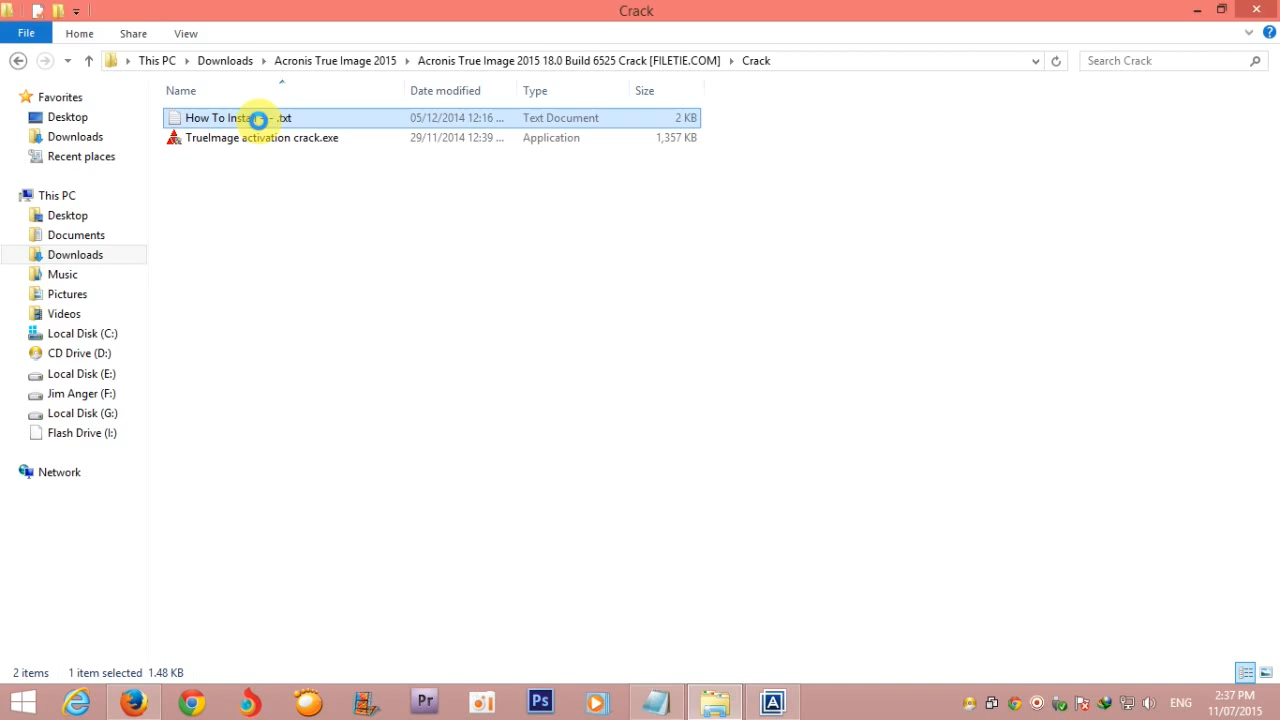 Crack
File Home Share View
This PC Downloads Acronis True Image 2015 Acronis True Image 2015 18.0 Build 6525 Crack [FILETIE.COM] Crack
Search Crack
Name Date modified Type Size
How To Instal .txt 05/12/2014 12:16 ... Text Document 2 KB
TrueImage activation crack.exe 29/11/2014 12:39 ... Application 1,357 KB
Favorites
Desktop
Downloads
Recent places
This PC
Desktop
Documents
Downloads
Music
Pictures
Videos
Local Disk (C:)
CD Drive (D:)
Local Disk (E:)
Jim Anger (F:)
Local Disk (G:)
Flash Drive (I:)
Network
2 items 1 item selected 1.48 KB
Pr Ps A ENG 2:37 PM
11/07/2015